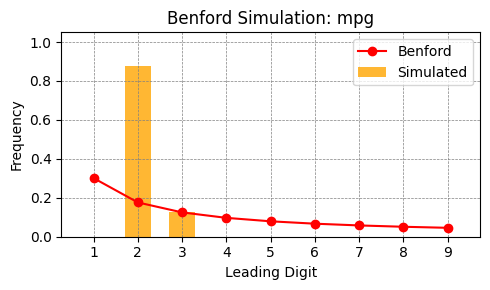 Benford Simulation: mpg
1.0
0.8
0.6
0.4
0.2
0.0
Frequency
Benford
Simulated
1 2 3 4 5 6 7 8 9
Leading Digit